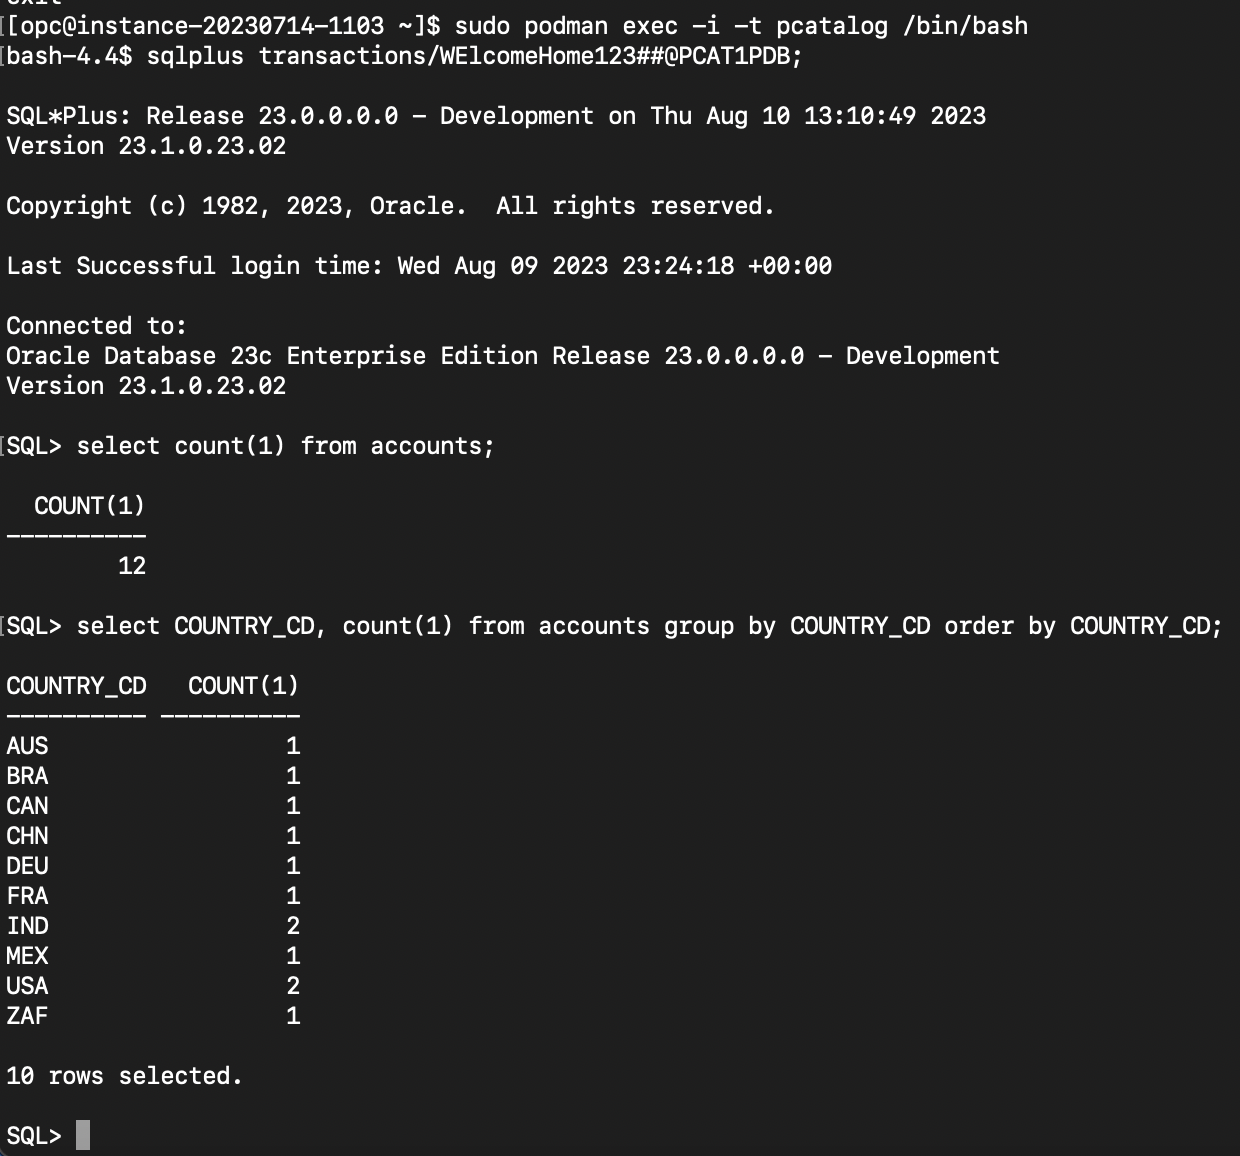 exit
[opc@instance-20230714-1103 ~]$ sudo podman exec -i -t pcatalog /bin/bash
bash-4.4$ sqlplus transactions/WElcomeHome123##@PCAT1PDB;
SQL*Plus: Release 23.0.0.0.0 - Development on Thu Aug 10 13:10:49 2023
Version 23.1.0.23.02
Copyright (c) 1982, 2023, Oracle.  All rights reserved.
Last Successful login time: Wed Aug 09 2023 23:24:18 +00:00
Connected to:
Oracle Database 23c Enterprise Edition Release 23.0.0.0.0 - Development
Version 23.1.0.23.02
SQL> select count(1) from accounts;
COUNT(1)
----------
12
SQL> select COUNTRY_CD, count(1) from accounts group by COUNTRY_CD order by COUNTRY_CD;
COUNTRY_CD   COUNT(1)
---------- ----------
AUS 1
BRA 1
CAN 1
CHN 1
DEU 1
FRA 1
IND 2
MEX 1
USA 2
ZAF 1
10 rows selected.
SQL>